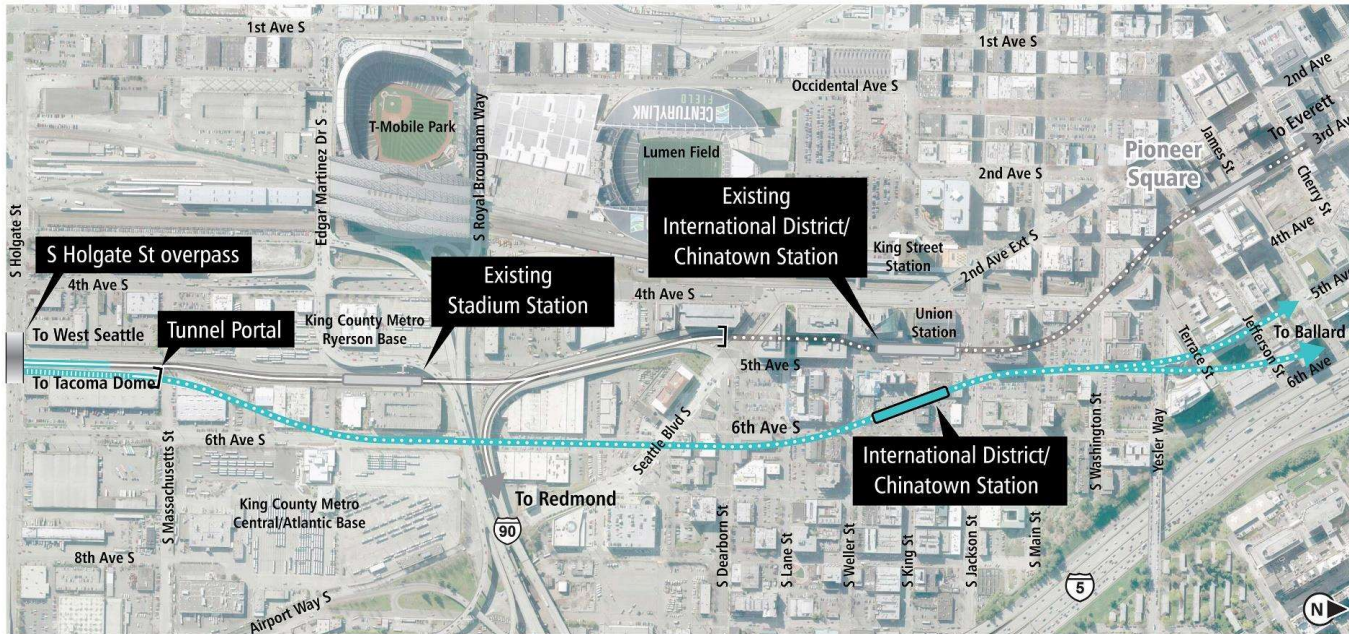 1st Ave S
1st Ave S
2nd Ave
Occidental Ave S
To Everett
3rd Av
CENTURYLINK
FIELD
T-Mobile Park
S Royal Brougham Way
Edgar Martinez Dr S
Lumen Field
James St
Pioneer
Square
Cherry St
4th Ave
2nd Ave S
S Holgate St
Existing
International District/
Chinatown Station
King Street
Station
2nd Ave Ext S
S Holgate St overpass
4th Ave S
Existing
Stadium Station
4th Ave S
5th Ave
To West Seattle
Tunnel Portal
King County Metro
Ryerson Base
Union
Station
Terrace St
Jefferson St
To Ballard
To Tacoma Dome
5th Ave S
6th Ave
6th Ave S
S Massachusetts St
Seattle Blvd S
6th Ave S
International District/
Chinatown Station
S Washington St
Yesler Way
To Redmond
King County Metro
Central/Atlantic Base
90
8th Ave S
S Dearborn St
S Lane St
S Weller St
S King St
S Jackson St
S Main St
5
Airport Way S
N